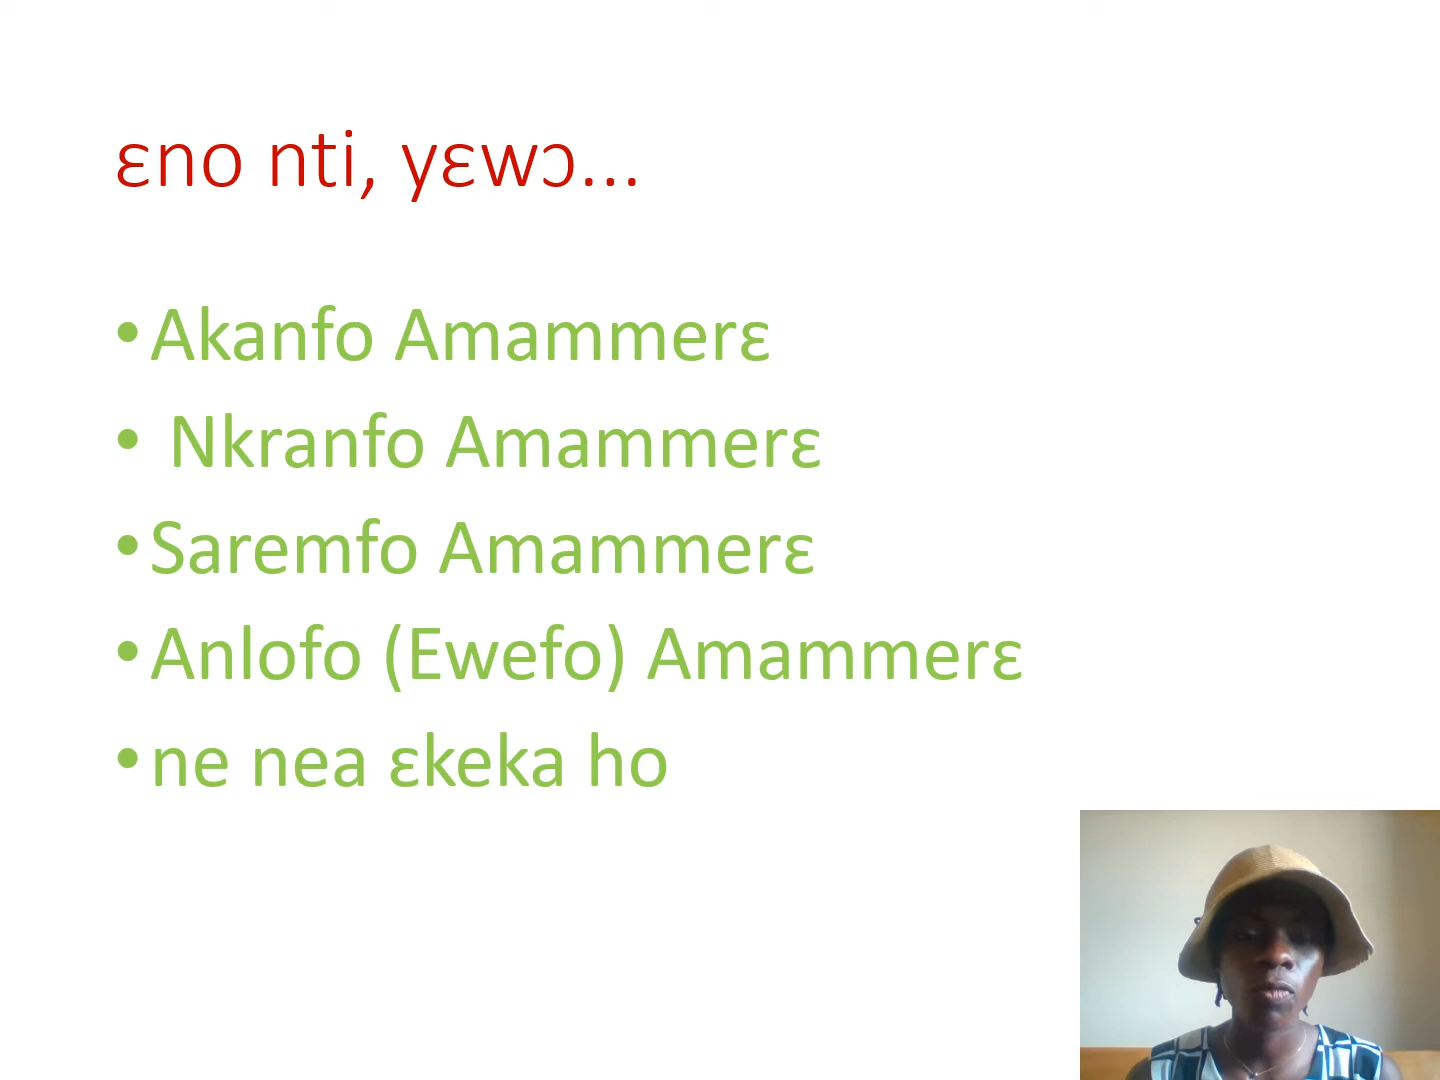 ɛno nti, yɛwɔ...
• Akanfo Amammerɛ
• Nkranfo Amammerɛ
• Saremfo Amammerɛ
• Anlofo (Ewefo) Amammerɛ
• ne nea ɛkeka ho